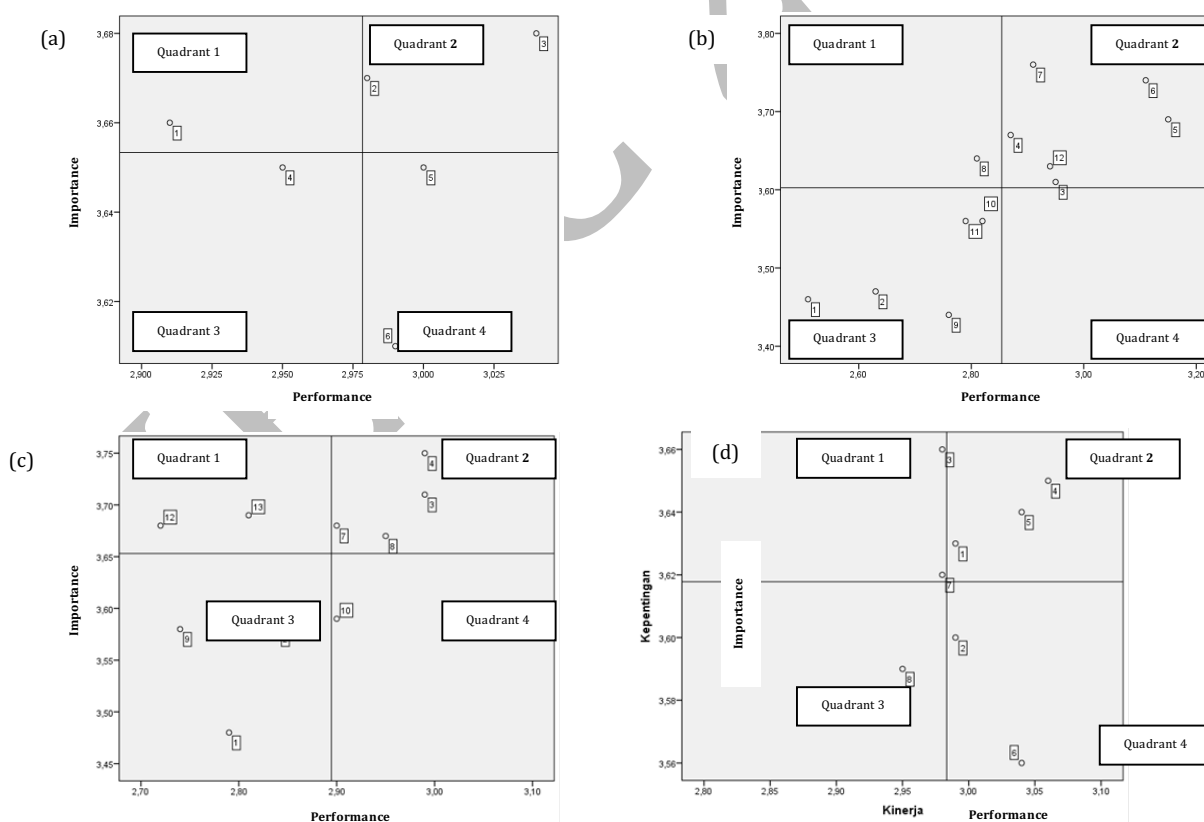 (a)
Quadrant 1
Quadrant 2
3,68
3
2
3,66
1
4
5
Importance
3,64
3,62
Quadrant 3
6
Quadrant 4
2,900 2,925 2,950 2,975 3,000 3,025
Performance
(b)
Quadrant 1
Quadrant 2
3,80
7
6
3,70
5
4
12
8
3,60
3
10
Importance
11
3,50
2
1
9
Quadrant 3
Quadrant 4
3,40
2,60 2,80 3,00 3,20
Performance
(c)
Quadrant 1
Quadrant 2
3,75
4
3
3,70
13
12
7
8
3,65
Importance
3,60
10
Quadrant 3
Quadrant 4
9
3,55
3,50
1
3,45
2,70 2,80 2,90 3,00 3,10
Performance
(d)
Quadrant 1
Quadrant 2
3,66
3
4
3,64
5
1
3,62
7
Kepentingan
Importance
3,60
2
8
3,58
Quadrant 3
Quadrant 4
6
3,56
2,80 2,85 2,90 2,95 3,00 3,05 3,10
Kinerja
Performance